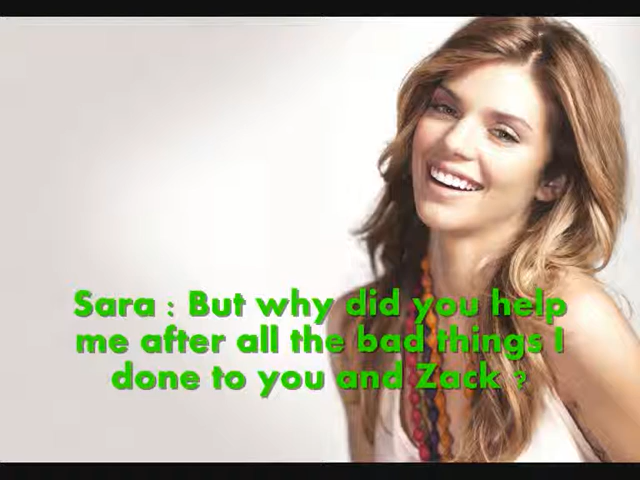 Sara : But why did you help
me after all the bad things I
done to you and Zack ?